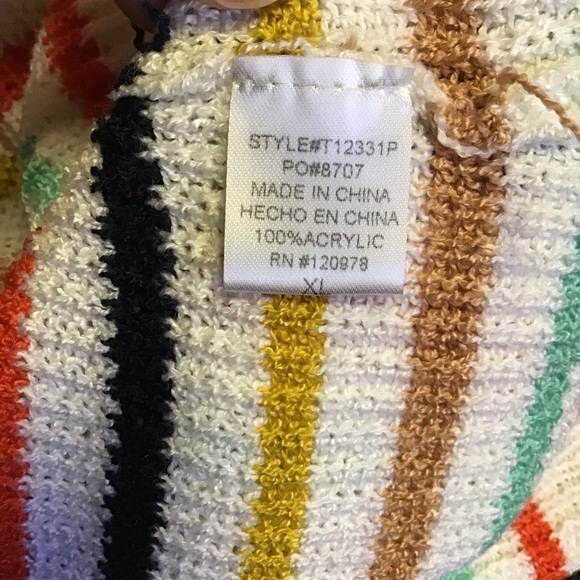 STYLE#T12331P
PO#8707
MADE IN CHINA
HECHO EN CHINA
100%ACRYLIC
RN #120978
XL